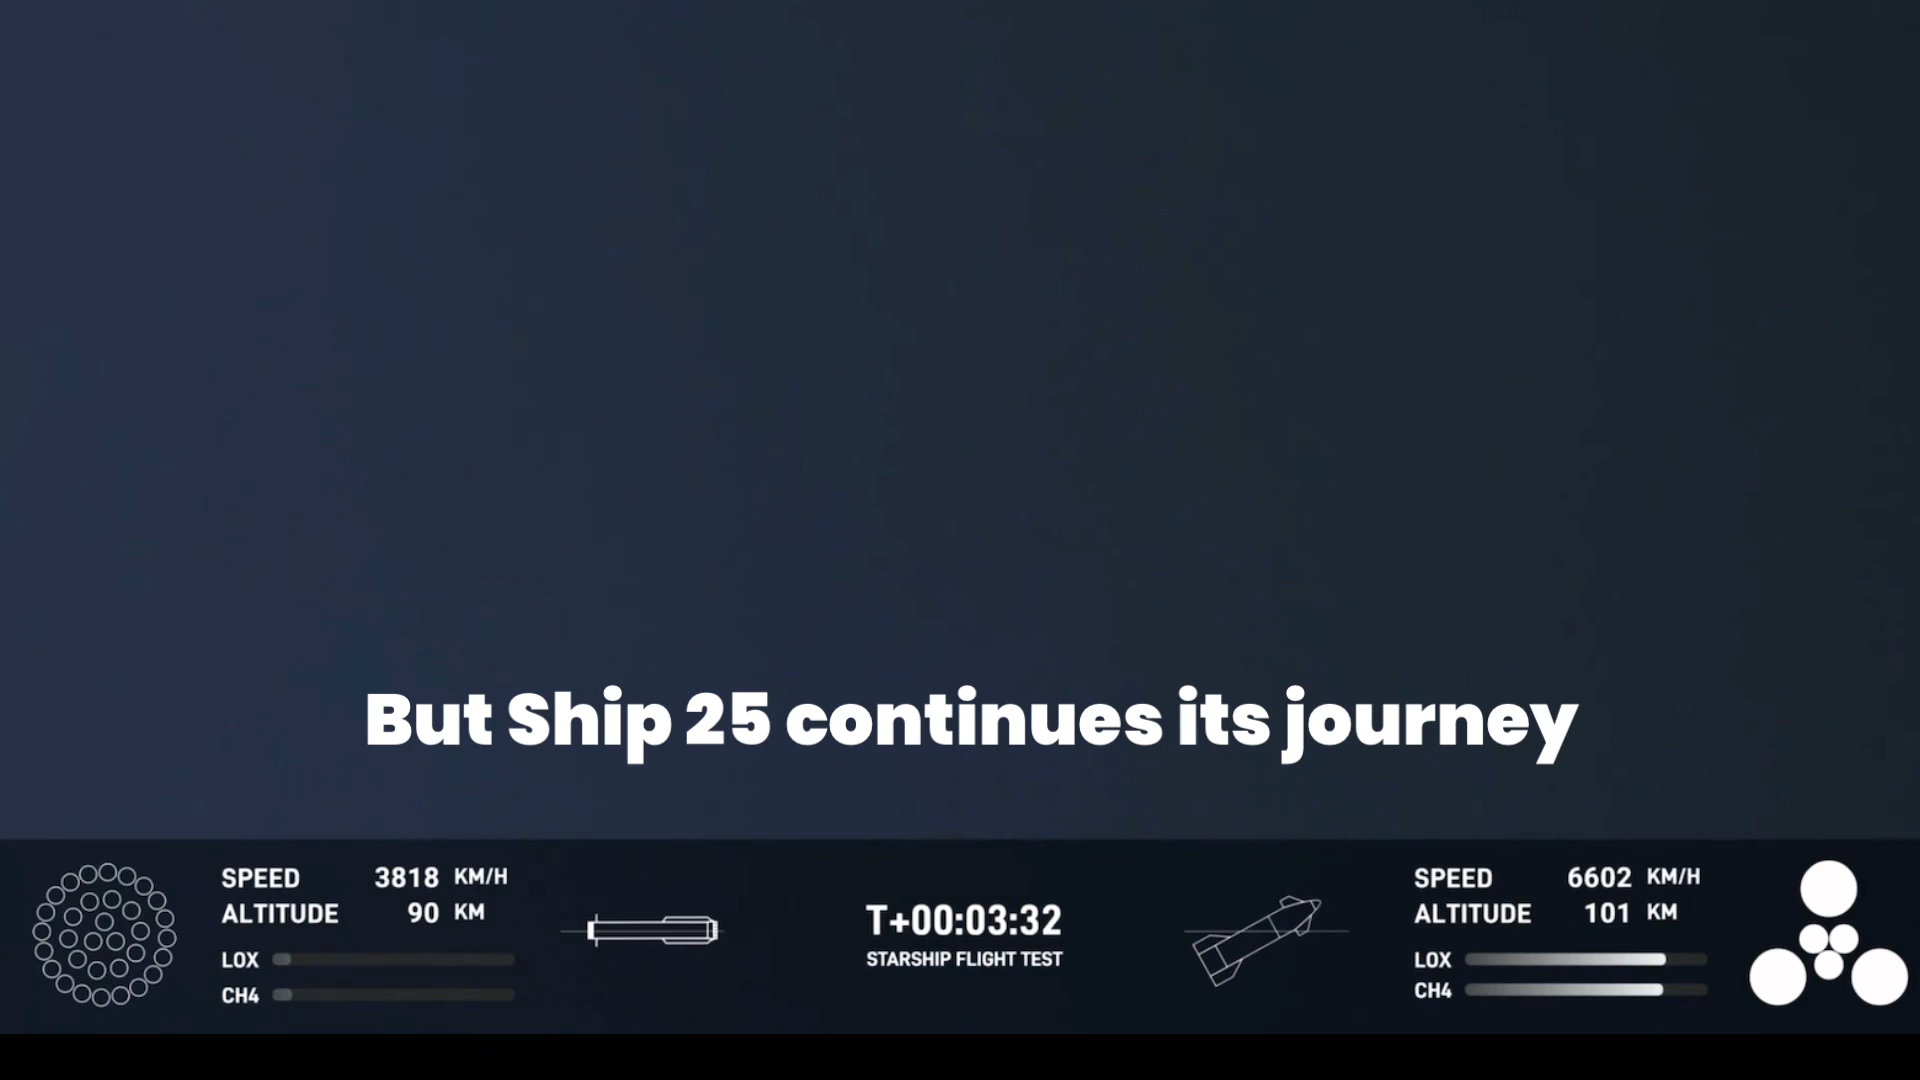 But Ship 25 continues its journey
SPEED 3818 KM/H
ALTITUDE 90 KM
LOX
CH4
T+00:03:32
STARSHIP FLIGHT TEST
SPEED 6602 KM/H
ALTITUDE 101 KM
LOX
CH4